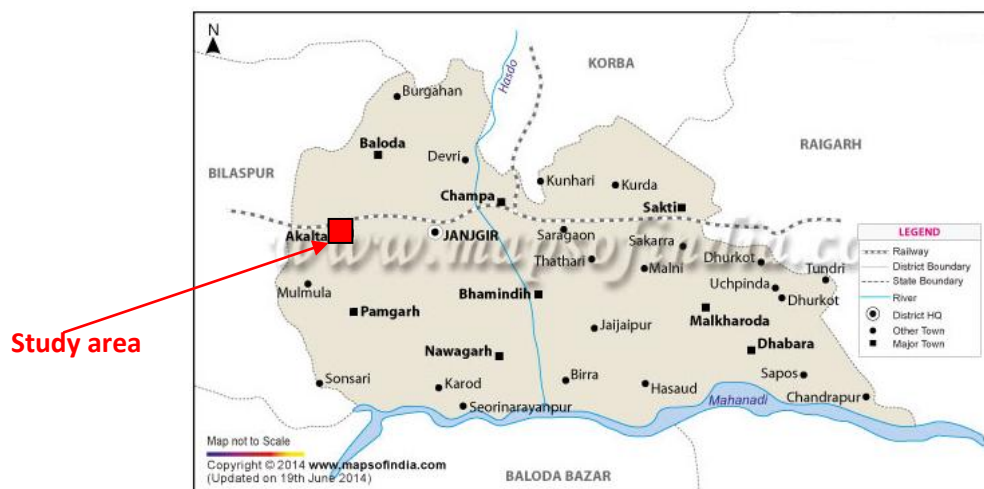 N
KORBA
Hasdo
Burgahan
RAIGARH
Baloda
Devri
BILASPUR
Kunhari
Kurda
Champa
Sakti
Akalta
JANJGIR
Saragaon
Sakarra
www.mapsofindia.co
Thathari
Malni
Dhurkot
Tundri
Mulmula
Uchpinda
Bhamindih
Dhurkot
Pamgarh
Malkharoda
Jaijaipur
Study area
Nawagarh
Dhabara
Sonsari
Karod
Birra
Hasaud
Sapos
Chandrapur
Seorinarayanpur
Mahanadi
LEGEND
Railway
District Boundary
State Boundary
River
District HQ
Other Town
Major Town
Map not to Scale
Copyright © 2014 www.mapsofindia.com
(Updated on 19th June 2014)
BALODA BAZAR